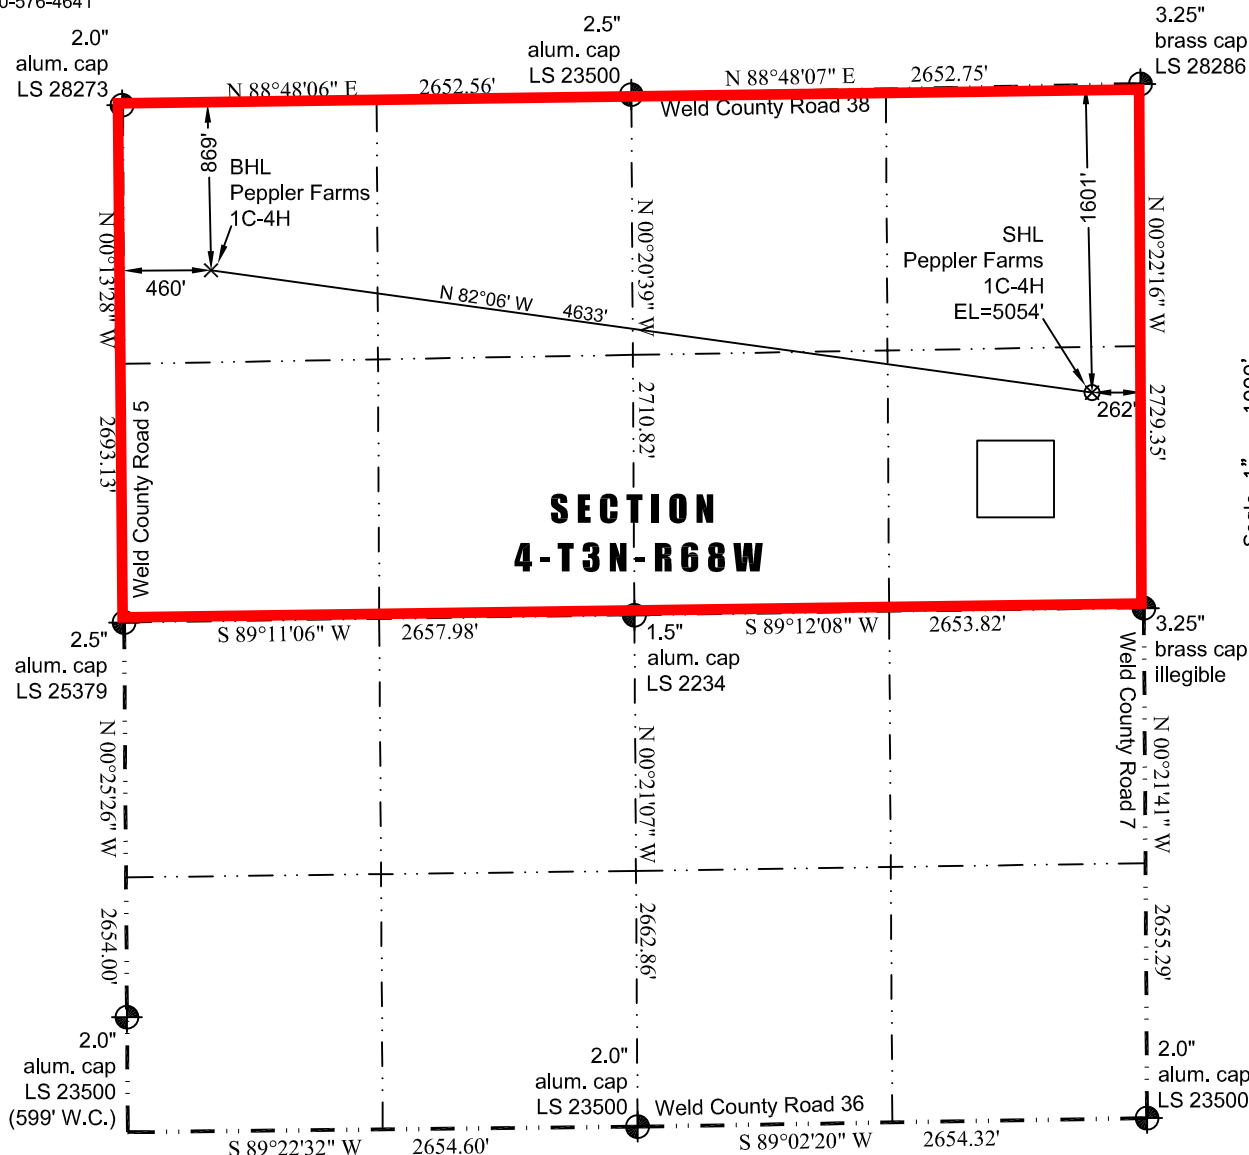 0-576-4641
2.0"
alum. cap
LS 28273
2.5"
alum. cap
LS 23500
3.25"
brass cap
LS 28286
N 88°48'06" E 2652.56'
N 88°48'07" E 2652.75'
Weld County Road 38
869'
BHL
Peppler Farms
1C-4H
460'
N 00°13'28" W
2693.13'
Weld County Road 5
N 82°06' W 4633'
N 00°20'39" W
2710.82'
1601'
SHL
Peppler Farms
1C-4H
EL=5054'
262'
N 00°22'16" W
2729.35'
SECTION
4-T3N-R68W
2.5"
alum. cap
LS 25379
S 89°11'06" W 2657.98'
1.5"
alum. cap
LS 2234
S 89°12'08" W 2653.82'
3.25"
brass cap
illegible
Weld County Road 7
N 00°25'26" W
2654.00'
N 00°21'07" W
2662.86'
N 00°21'41" W
2655.29'
2.0"
alum. cap
LS 23500
(599' W.C.)
2.0"
alum. cap
LS 23500
Weld County Road 36
2.0"
alum. cap
LS 23500
S 89°22'32" W 2654.60'
S 89°02'20" W 2654.32'